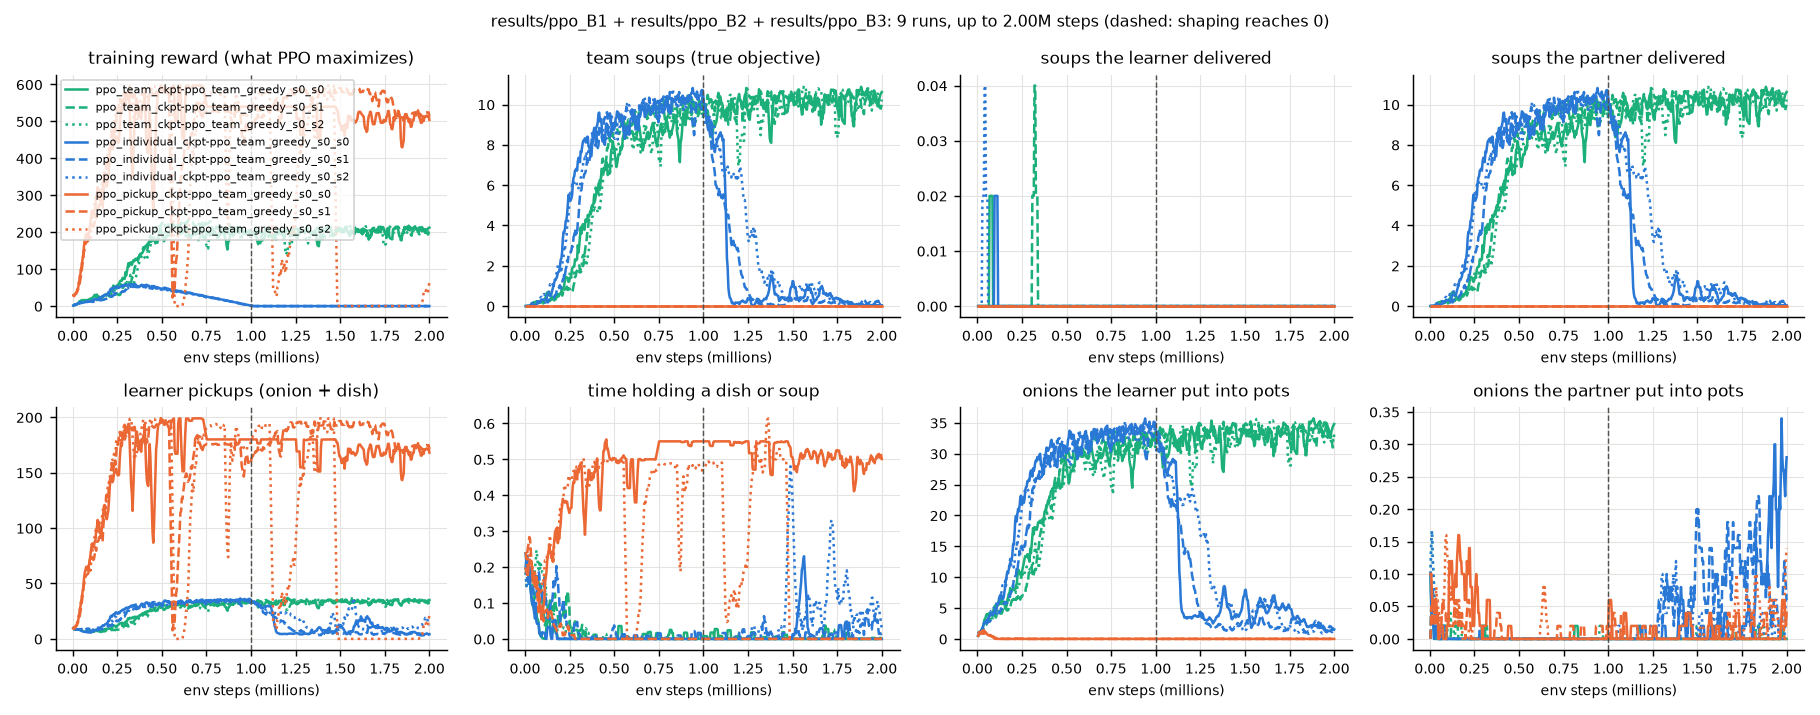 results/ppo_B1 + results/ppo_B2 + results/ppo_B3: 9 runs, up to 2.00M steps (dashed: shaping reaches 0)
training reward (what PPO maximizes)
600
500
400
300
200
100
0
ppo_team_ckpt-ppo_team_greedy_s0_s0
ppo_team_ckpt-ppo_team_greedy_s0_s1
ppo_team_ckpt-ppo_team_greedy_s0_s2
ppo_individual_ckpt-ppo_team_greedy_s0_s0
ppo_individual_ckpt-ppo_team_greedy_s0_s1
ppo_individual_ckpt-ppo_team_greedy_s0_s2
ppo_pickup_ckpt-ppo_team_greedy_s0_s0
ppo_pickup_ckpt-ppo_team_greedy_s0_s1
ppo_pickup_ckpt-ppo_team_greedy_s0_s2
0.00 0.25 0.50 0.75 1.00 1.25 1.50 1.75 2.00
env steps (millions)
team soups (true objective)
10
8
6
4
2
0
0.00 0.25 0.50 0.75 1.00 1.25 1.50 1.75 2.00
env steps (millions)
soups the learner delivered
0.04
0.03
0.02
0.01
0.00
0.00 0.25 0.50 0.75 1.00 1.25 1.50 1.75 2.00
env steps (millions)
soups the partner delivered
10
8
6
4
2
0
0.00 0.25 0.50 0.75 1.00 1.25 1.50 1.75 2.00
env steps (millions)
learner pickups (onion + dish)
200
150
100
50
0
0.00 0.25 0.50 0.75 1.00 1.25 1.50 1.75 2.00
env steps (millions)
time holding a dish or soup
0.6
0.5
0.4
0.3
0.2
0.1
0.0
0.00 0.25 0.50 0.75 1.00 1.25 1.50 1.75 2.00
env steps (millions)
onions the learner put into pots
35
30
25
20
15
10
5
0
0.00 0.25 0.50 0.75 1.00 1.25 1.50 1.75 2.00
env steps (millions)
onions the partner put into pots
0.35
0.30
0.25
0.20
0.15
0.10
0.05
0.00
0.00 0.25 0.50 0.75 1.00 1.25 1.50 1.75 2.00
env steps (millions)